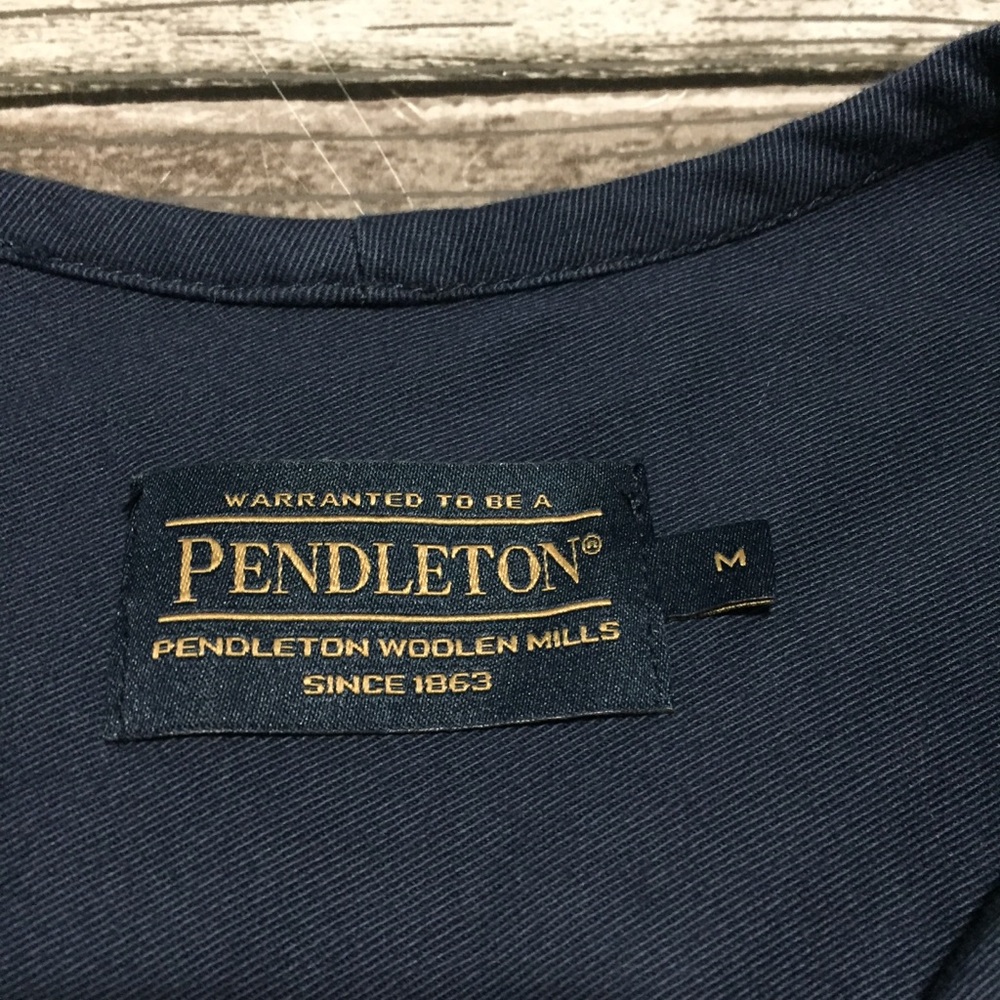 WARRANTED TO BE A
PENDLETON®
PENDLETON WOOLEN MILLS
SINCE 1863
M